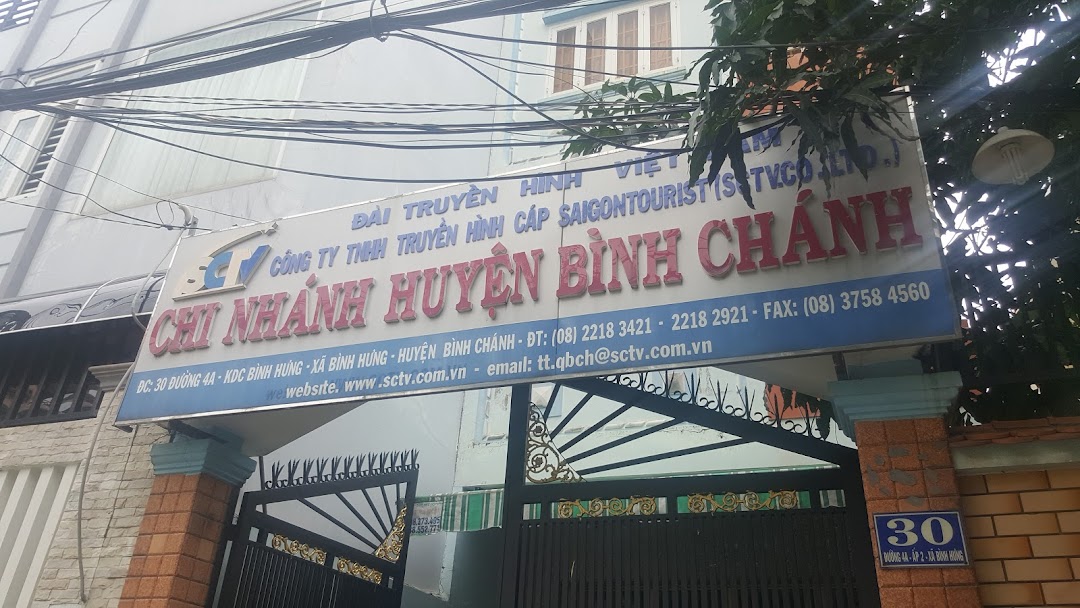 ĐÀI TRUYỀN HÌNH VIỆT NAM
SCTV
CÔNG TY TNHH TRUYỀN HÌNH CÁP SAIGONTOURIST (SCTV.CO.,LTD.)
CHI NHÁNH HUYỆN BÌNH CHÁNH
ĐC: 30 ĐƯỜNG 4A - KDC BÌNH HƯNG - XÃ BÌNH HƯNG - HUYỆN BÌNH CHÁNH - ĐT: (08) 2218 3421 - 2218 2921 - FAX: (08) 3758 4560
website. www.sctv.com.vn - email: tt.qbch@sctv.com.vn
30
ĐƯỜNG 4A - ẤP 2 - XÃ BÌNH HƯNG